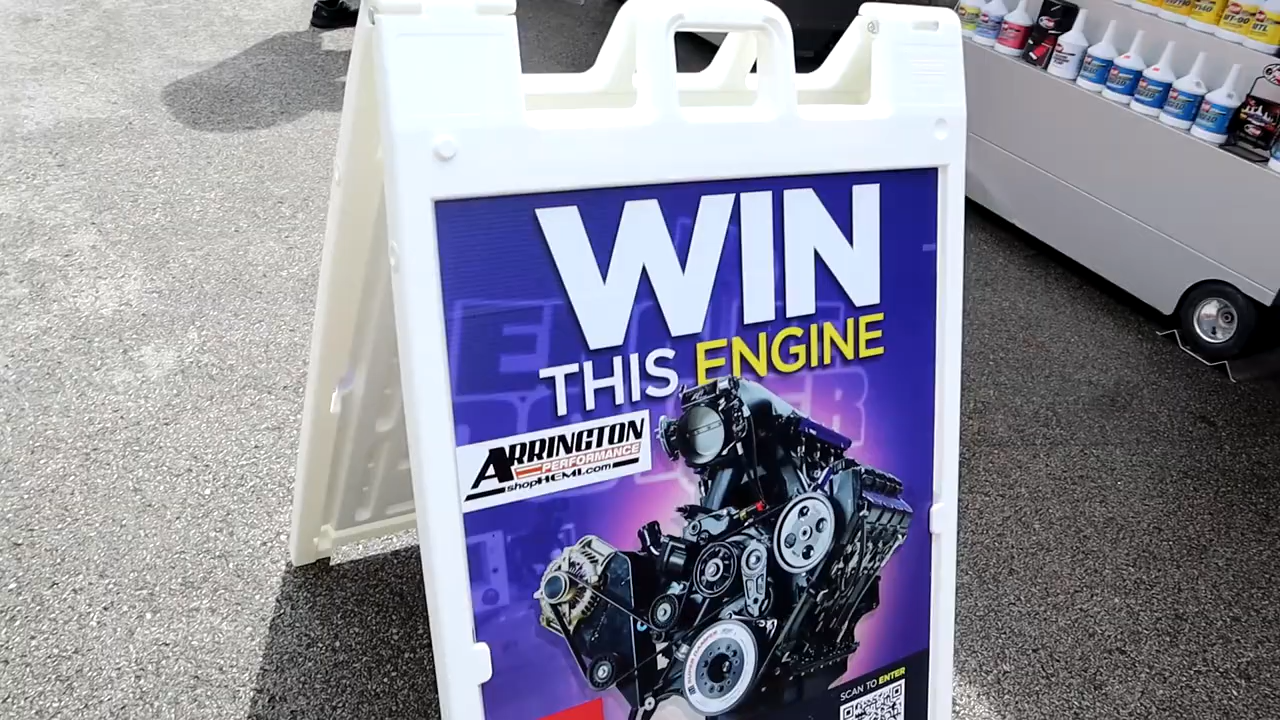 WIN
THIS ENGINE
ARRINGTON
PERFORMANCE
shopHEMI.com
SCAN TO ENTER